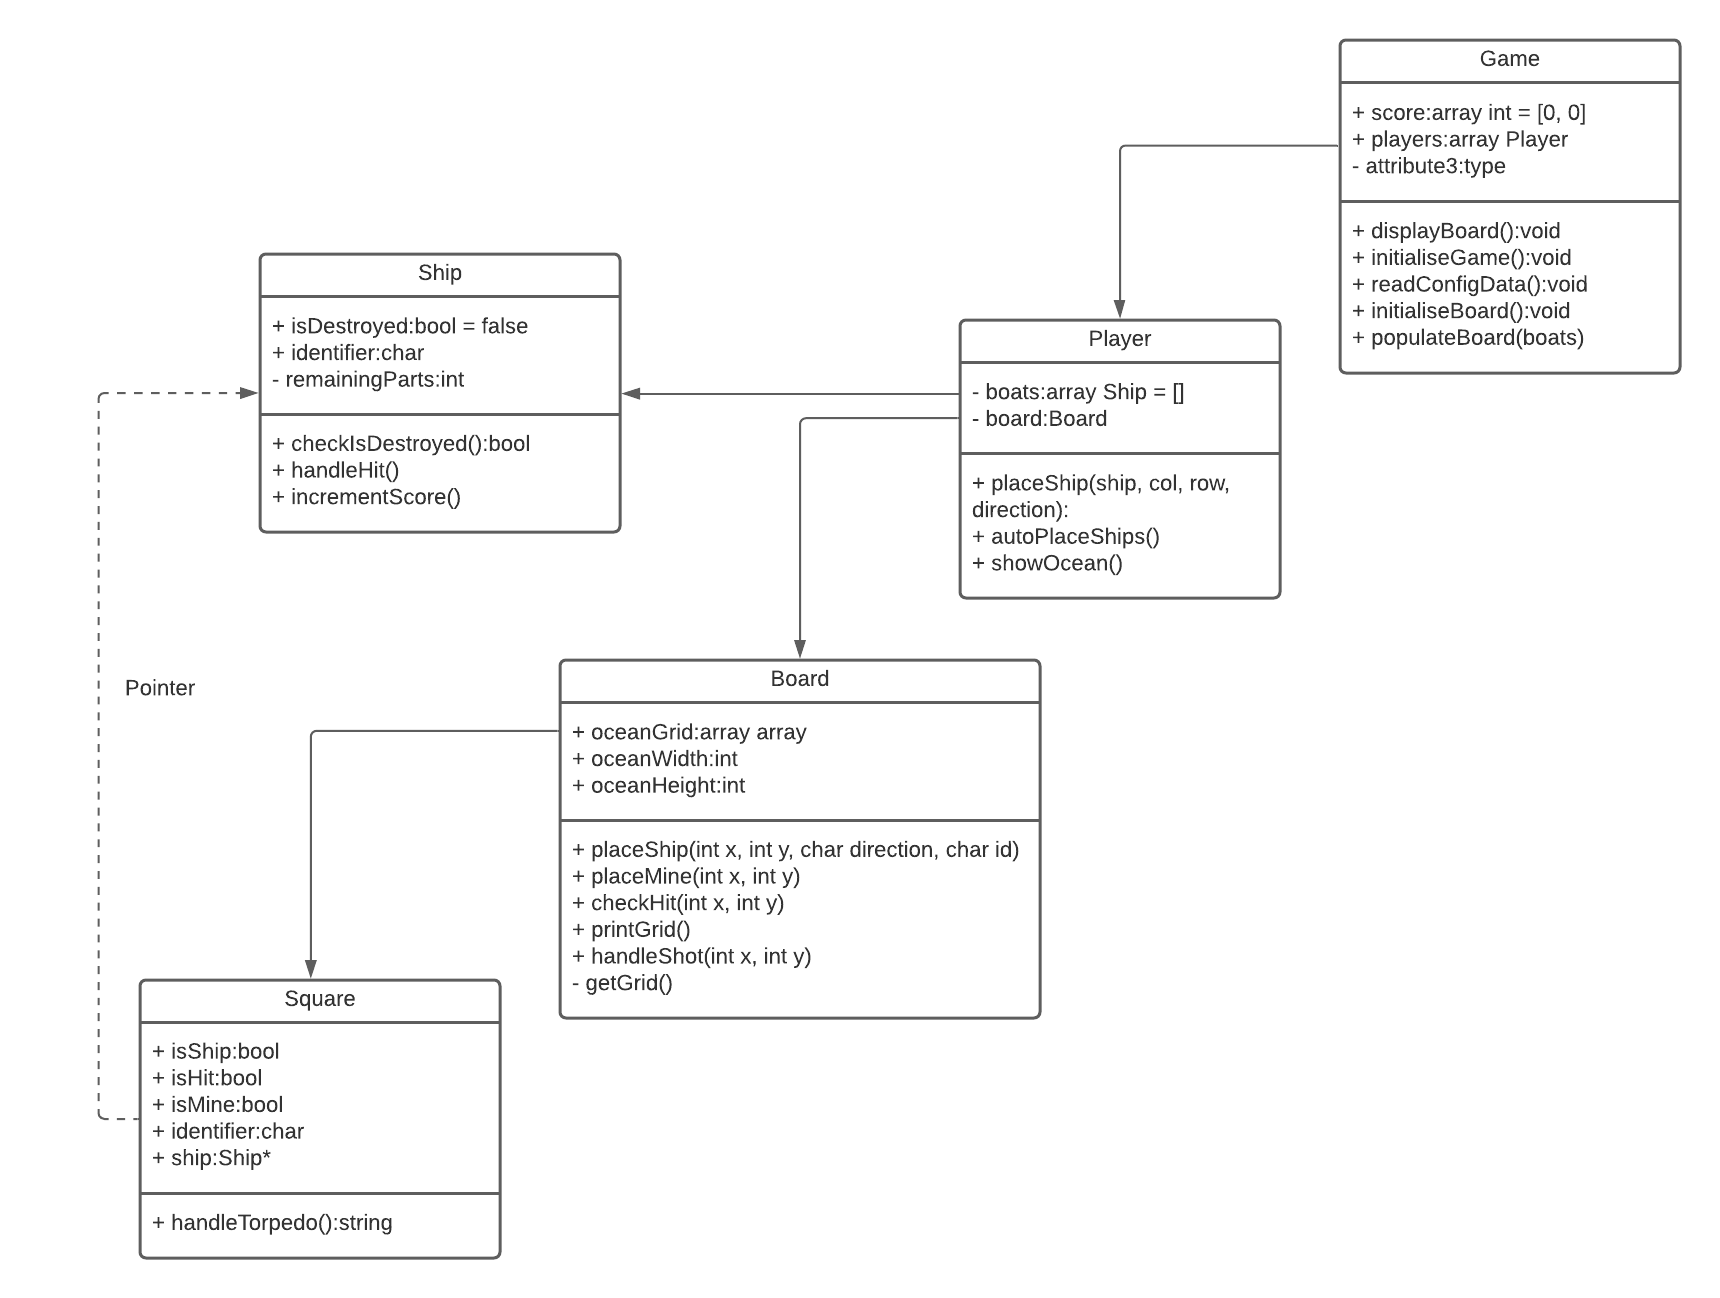 Game
+ score:array int = [0, 0]
+ players:array Player
- attribute3:type
+ displayBoard():void
+ initialiseGame():void
+ readConfigData():void
+ initialiseBoard():void
+ populateBoard(boats)
Ship
+ isDestroyed:bool = false
+ identifier:char
- remainingParts:int
+ checkIsDestroyed():bool
+ handleHit()
+ incrementScore()
Player
- boats:array Ship = []
- board:Board
+ placeShip(ship, col, row,
direction):
+ autoPlaceShips()
+ showOcean()
Pointer
Board
+ oceanGrid:array array
+ oceanWidth:int
+ oceanHeight:int
+ placeShip(int x, int y, char direction, char id)
+ placeMine(int x, int y)
+ checkHit(int x, int y)
+ printGrid()
+ handleShot(int x, int y)
- getGrid()
Square
+ isShip:bool
+ isHit:bool
+ isMine:bool
+ identifier:char
+ ship:Ship*
+ handleTorpedo():string